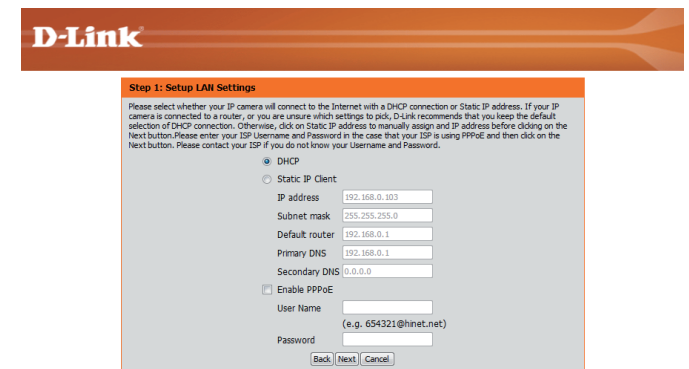 D-Link
Step 1: Setup LAN Settings
Please select whether your IP camera will connect to the Internet with a DHCP connection or Static IP address. If your IP
camera is connected to a router, or you are unsure which settings to pick, D-Link recommends that you keep the default
selection of DHCP connection. Otherwise, click on Static IP address to manually assign and IP address before clicking on the
Next button.Please enter your ISP Username and Password in the case that your ISP is using PPPoE and then click on the
Next button. Please contact your ISP if you do not know your Username and Password.
DHCP
Static IP Client
IP address 192.168.0.103
Subnet mask 255.255.255.0
Default router 192.168.0.1
Primary DNS 192.168.0.1
Secondary DNS 0.0.0.0
Enable PPPoE
User Name
(e.g. 654321@hinet.net)
Password
Back Next Cancel